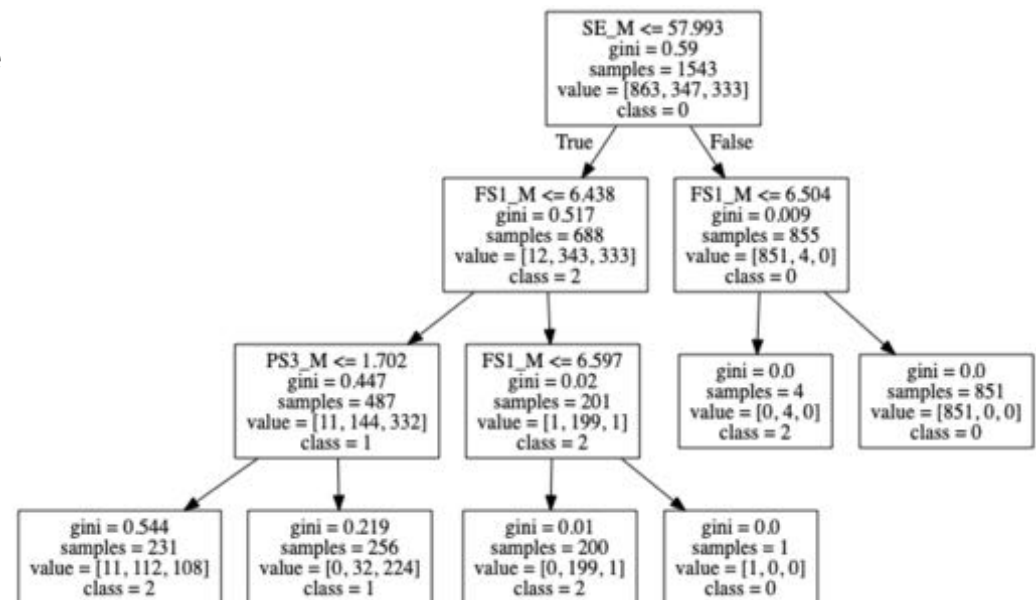 SE_M <= 57.993
gini = 0.59
samples = 1543
value = [863, 347, 333]
class = 0
True
False
FS1_M <= 6.438
gini = 0.517
samples = 688
value = [12, 343, 333]
class = 2
FS1_M <= 6.504
gini = 0.009
samples = 855
value = [851, 4, 0]
class = 0
PS3_M <= 1.702
gini = 0.447
samples = 487
value = [11, 144, 332]
class = 1
FS1_M <= 6.597
gini = 0.02
samples = 201
value = [1, 199, 1]
class = 2
gini = 0.0
samples = 4
value = [0, 4, 0]
class = 2
gini = 0.0
samples = 851
value = [851, 0, 0]
class = 0
gini = 0.544
samples = 231
value = [11, 112, 108]
class = 2
gini = 0.219
samples = 256
value = [0, 32, 224]
class = 1
gini = 0.01
samples = 200
value = [0, 199, 1]
class = 2
gini = 0.0
samples = 1
value = [1, 0, 0]
class = 0